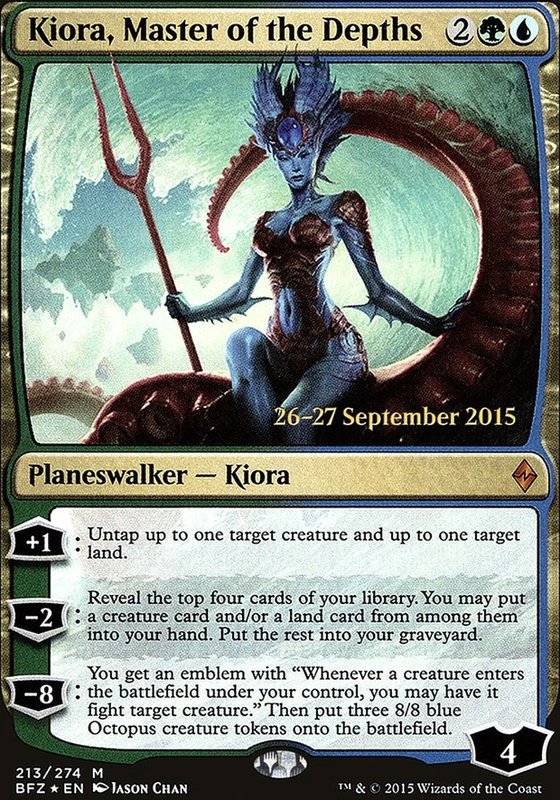 Kiora, Master of the Depths 2
26–27 September 2015
Planeswalker — Kiora
+1 : Untap up to one target creature and up to one target
land.
Reveal the top four cards of your library. You may put
−2 : a creature card and/or a land card from among them
into your hand. Put the rest into your graveyard.
You get an emblem with “Whenever a creature enters
−8 : the battlefield under your control, you may have it
fight target creature.” Then put three 8/8 blue
Octopus creature tokens onto the battlefield.
4
213/274 M
BFZ ★ EN Jason Chan
™ & © 2015 Wizards of the Coast